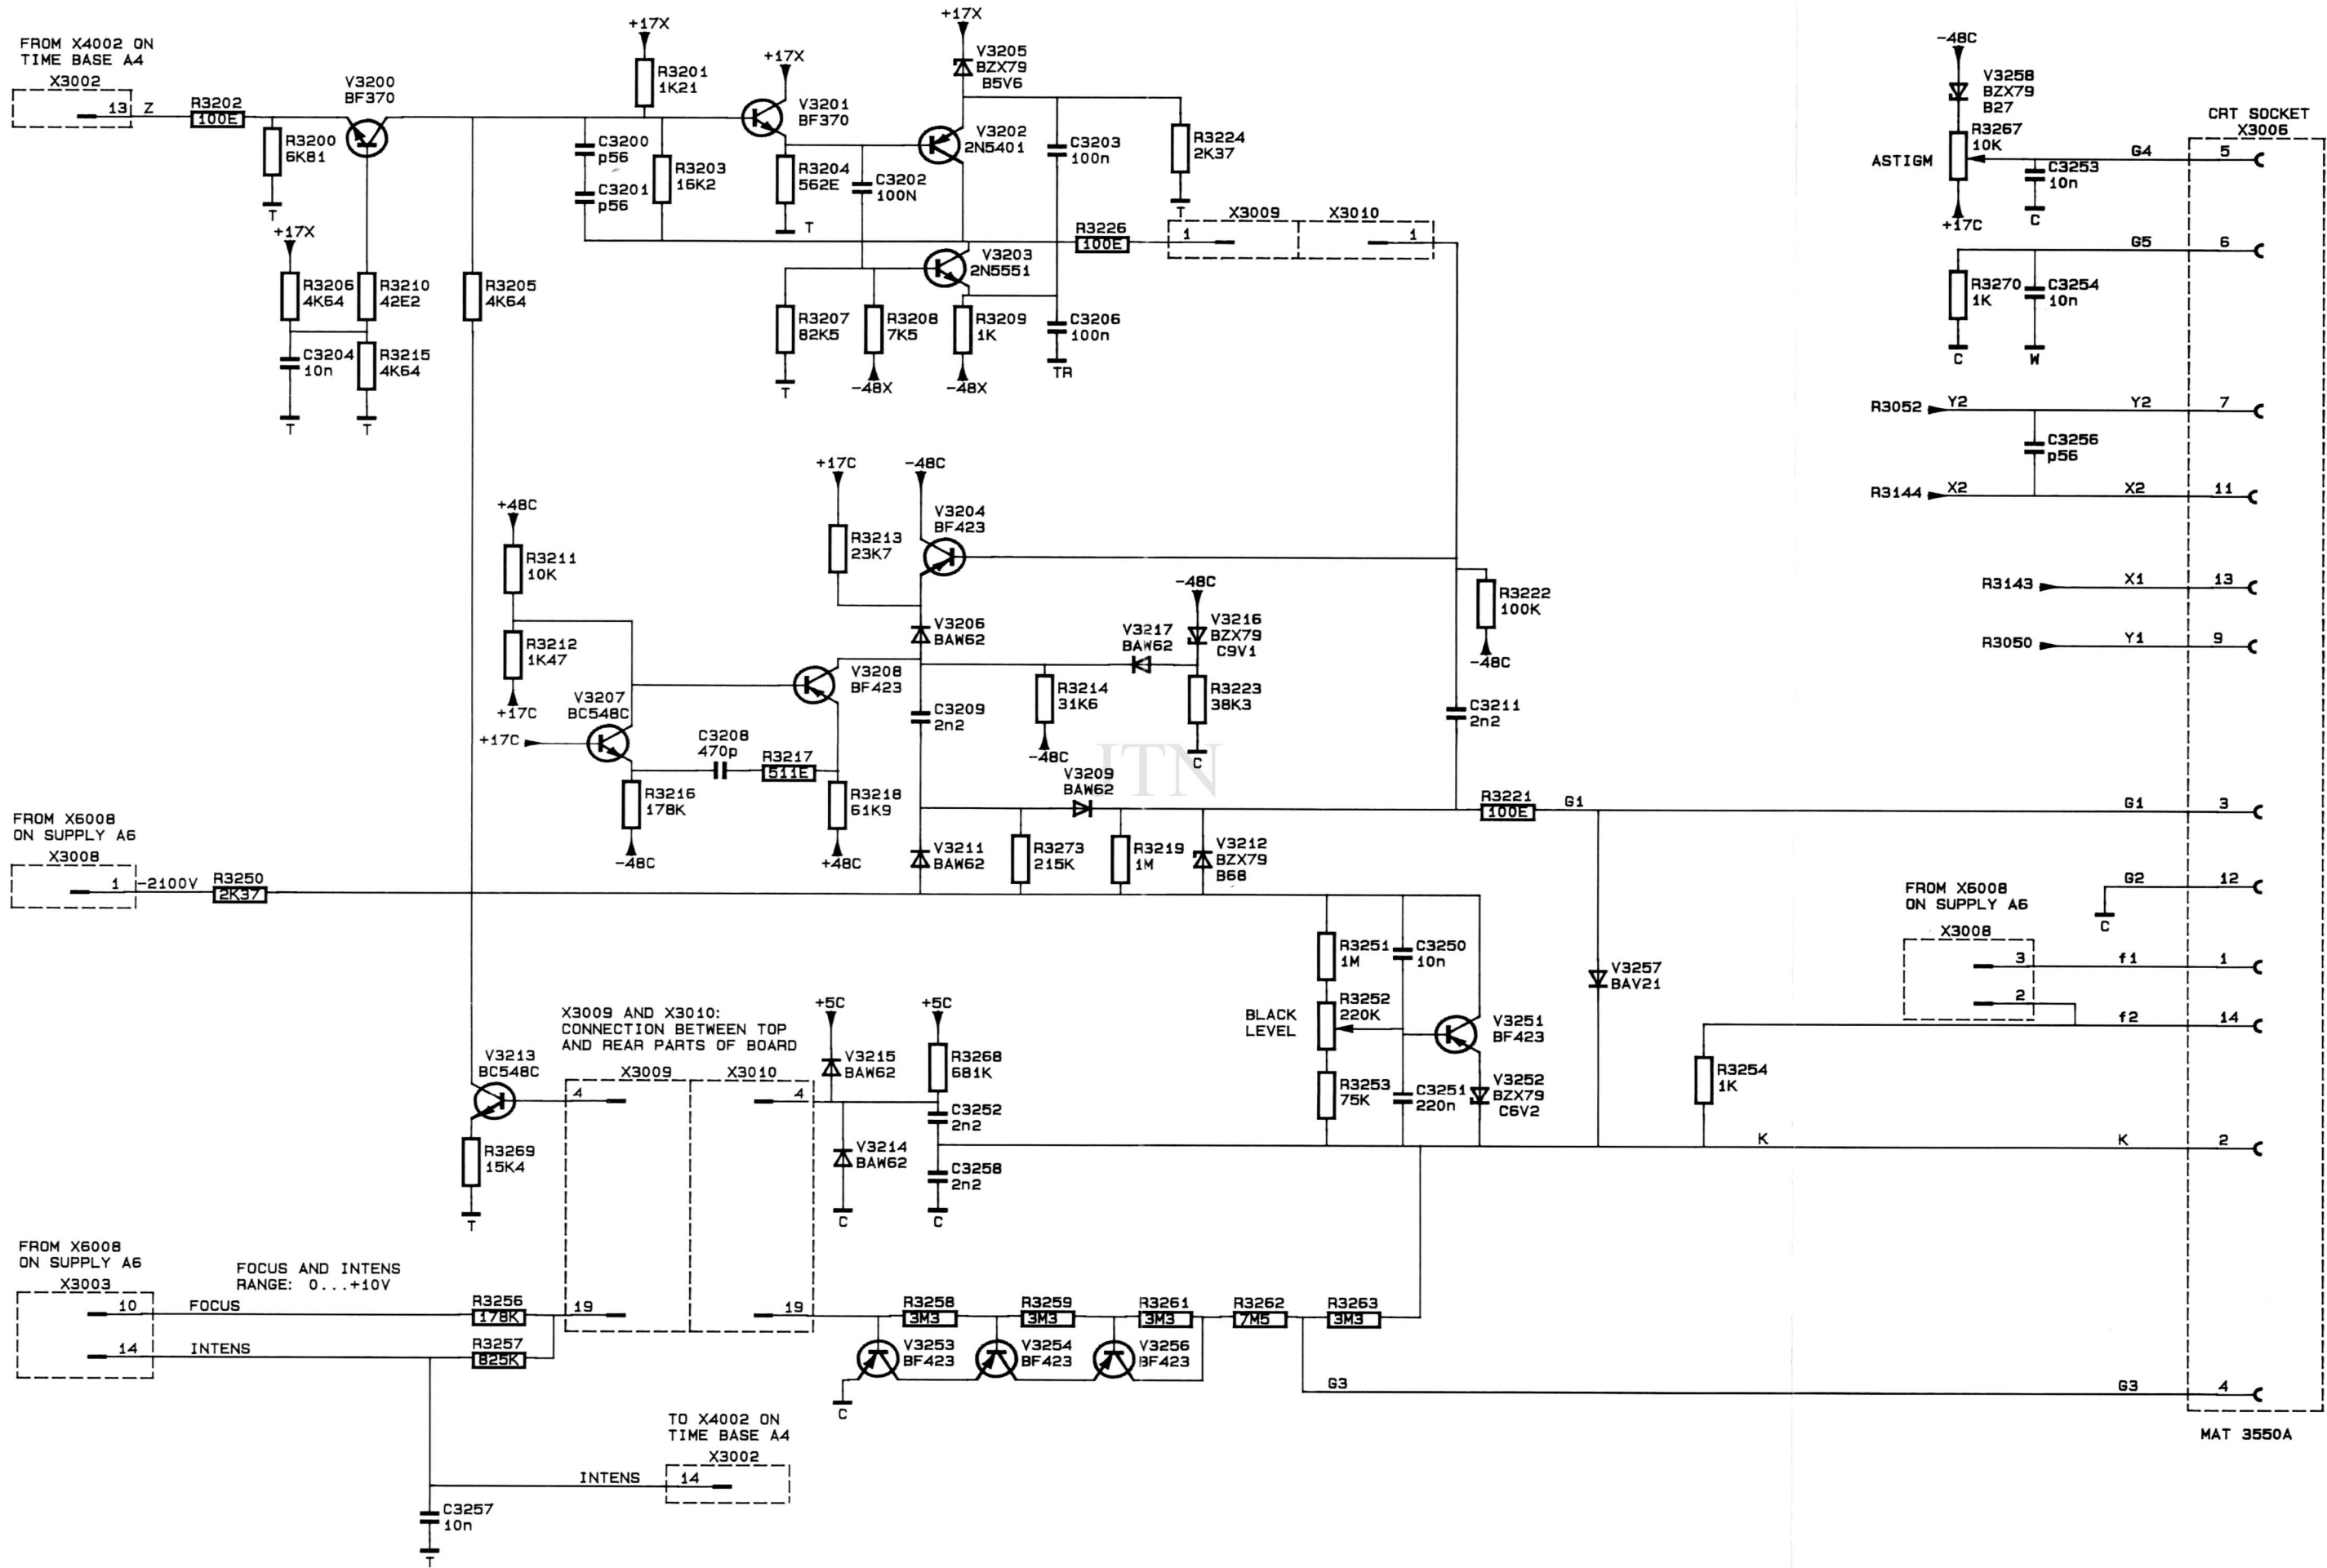 FROM X4002 ON
TIME BASE A4
X3002
13
Z
R3202
100E
R3200
6K81
T
V3200
BF370
+17X
R3206
4K64
C3204
10n
T
R3210
42E2
R3215
4K64
T
R3205
4K64
+17X
R3201
1K21
C3200
p56
C3201
p56
R3203
16K2
+17X
V3201
BF370
R3204
562E
T
C3202
100N
+17X
V3205
BZX79
B5V6
V3202
2N5401
C3203
100n
R3224
2K37
T
V3203
2N5551
R3207
82K5
T
R3208
7K5
-48X
R3209
1K
-48X
C3206
100n
TR
R3226
100E
X3009
1
X3010
1
-48C
V3258
BZX79
B27
R3267
10K
ASTIGM
+17C
C3253
10n
C
R3270
1K
C
C3254
10n
W
CRT SOCKET
X3006
G4
5
G5
6
R3052
Y2
Y2
7
C3256
p56
R3144
X2
X2
11
R3143
X1
13
R3050
Y1
9
+48C
R3211
10K
R3212
1K47
+17C
V3207
BC548C
+17C
R3216
178K
-48C
C3208
470p
R3217
511E
+17C
R3213
23K7
-48C
V3204
BF423
V3206
BAW62
V3208
BF423
R3218
61K9
+48C
C3209
2n2
R3214
31K6
-48C
V3217
BAW62
-48C
V3216
BZX79
C9V1
R3223
38K3
C
R3222
100K
-48C
C3211
2n2
ITN
V3209
BAW62
V3211
BAW62
R3273
215K
R3219
1M
V3212
BZX79
B68
R3221
100E
G1
G1
3
FROM X6008
ON SUPPLY A6
X3008
1
-2100V
R3250
2K37
G2
12
C
FROM X6008
ON SUPPLY A6
X3008
3
f1
1
2
f2
14
R3251
1M
C3250
10n
BLACK
LEVEL
R3252
220K
V3251
BF423
R3253
75K
C3251
220n
V3252
BZX79
C6V2
V3257
BAV21
R3254
1K
K
K
2
V3213
BC548C
R3269
15K4
T
X3009 AND X3010:
CONNECTION BETWEEN TOP
AND REAR PARTS OF BOARD
X3009
X3010
4
4
19
19
+5C
V3215
BAW62
V3214
BAW62
C
+5C
R3268
681K
C3252
2n2
C3258
2n2
C
FROM X6008
ON SUPPLY A6
X3003
10
FOCUS
14
INTENS
FOCUS AND INTENS
RANGE: 0...+10V
R3256
178K
R3257
825K
R3258
3M3
R3259
3M3
R3261
3M3
R3262
7M5
R3263
3M3
V3253
BF423
V3254
BF423
V3256
BF423
C
G3
G3
4
TO X4002 ON
TIME BASE A4
X3002
INTENS
14
C3257
10n
T
MAT 3550A